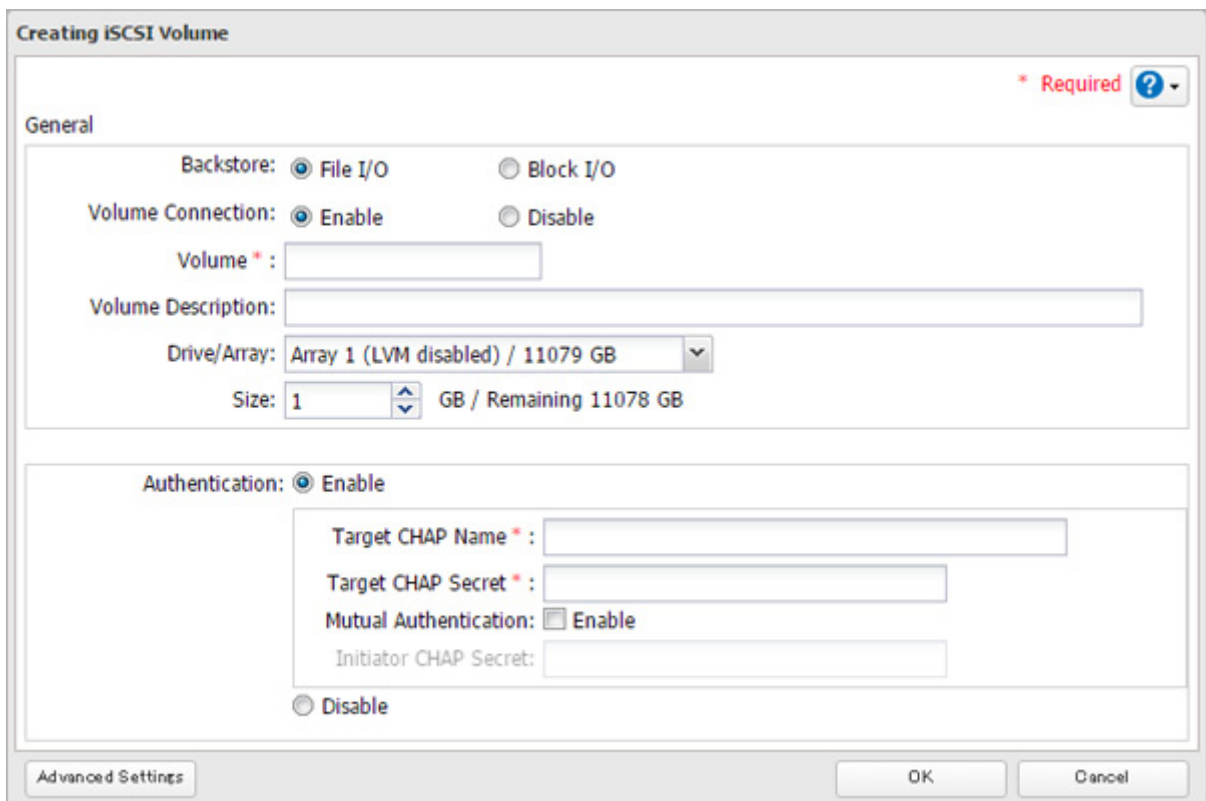 Creating iSCSI Volume
* Required ?
General
Backstore: File I/O Block I/O
Volume Connection: Enable Disable
Volume * :
Volume Description:
Drive/Array: Array 1 (LVM disabled) / 11079 GB
Size: 1 GB / Remaining 11078 GB
Authentication: Enable
Target CHAP Name * :
Target CHAP Secret * :
Mutual Authentication: Enable
Initiator CHAP Secret:
Disable
Advanced Settings OK Cancel